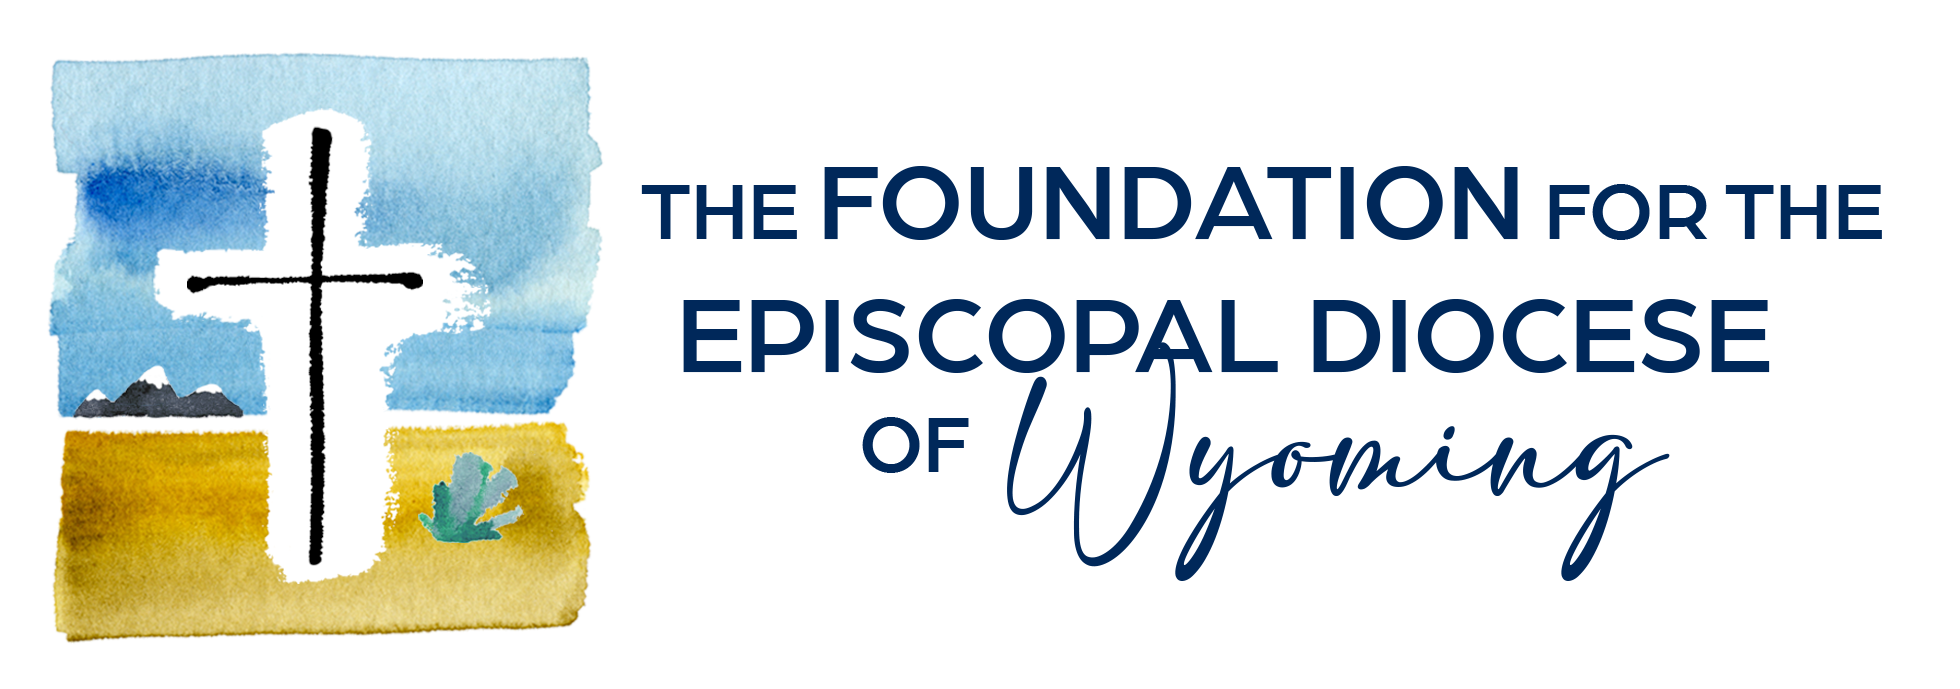 THE FOUNDATION FOR THE
EPISCOPAL DIOCESE
OF Wyoming